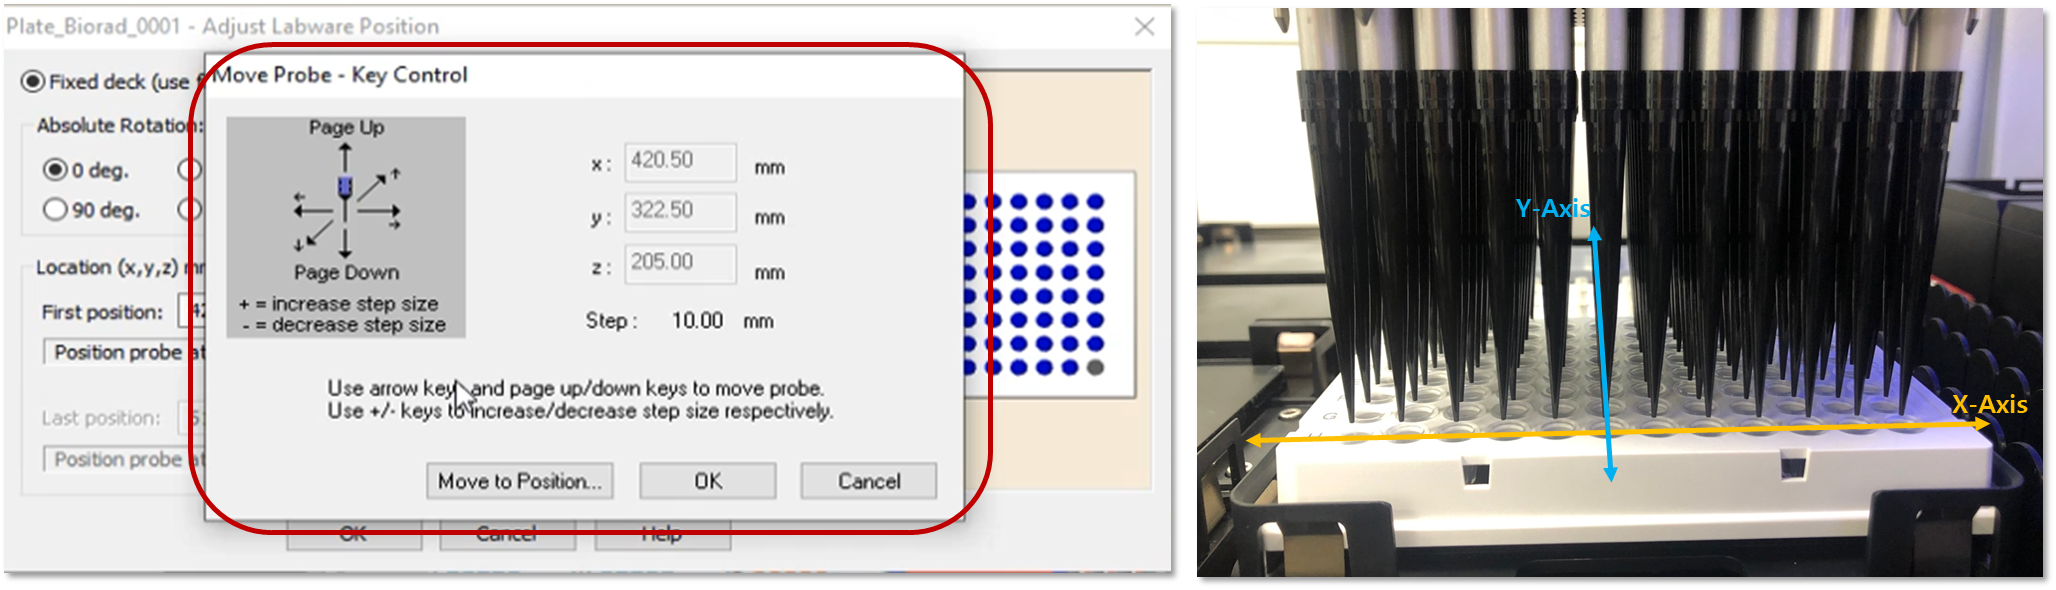 Plate_Biorad_0001 - Adjust Labware Position
Fixed deck (use
Absolute Rotation:
0 deg.
90 deg.
Location (x,y,z)
First position:
Position probe at
Last position:
Position probe at
OK
Cancel
Help
Move Probe - Key Control
Page Up
Page Down
+ = increase step size
- = decrease step size
x :
420.50
mm
y :
322.50
mm
z :
205.00
mm
Step :
10.00
mm
Use arrow key and page up/down keys to move probe.
Use +/- keys to increase/decrease step size respectively.
Move to Position...
OK
Cancel
Y-Axis
X-Axis
G